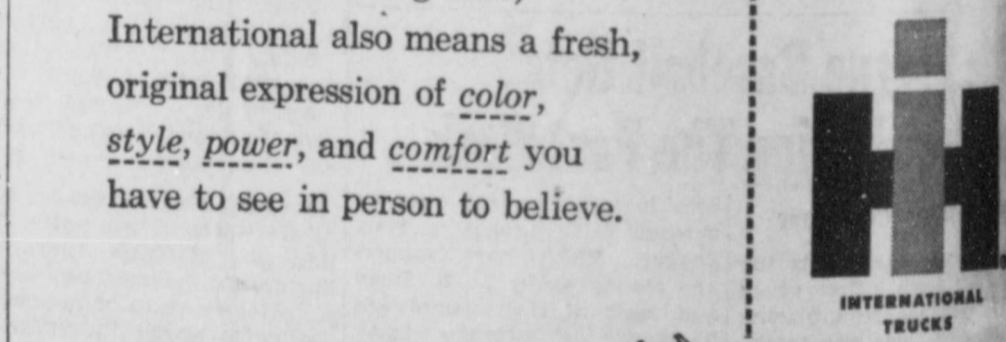 International also means a fresh,
original expression of color,
style, power, and comfort you
have to see in person to believe.
INTERNATIONAL
TRUCKS